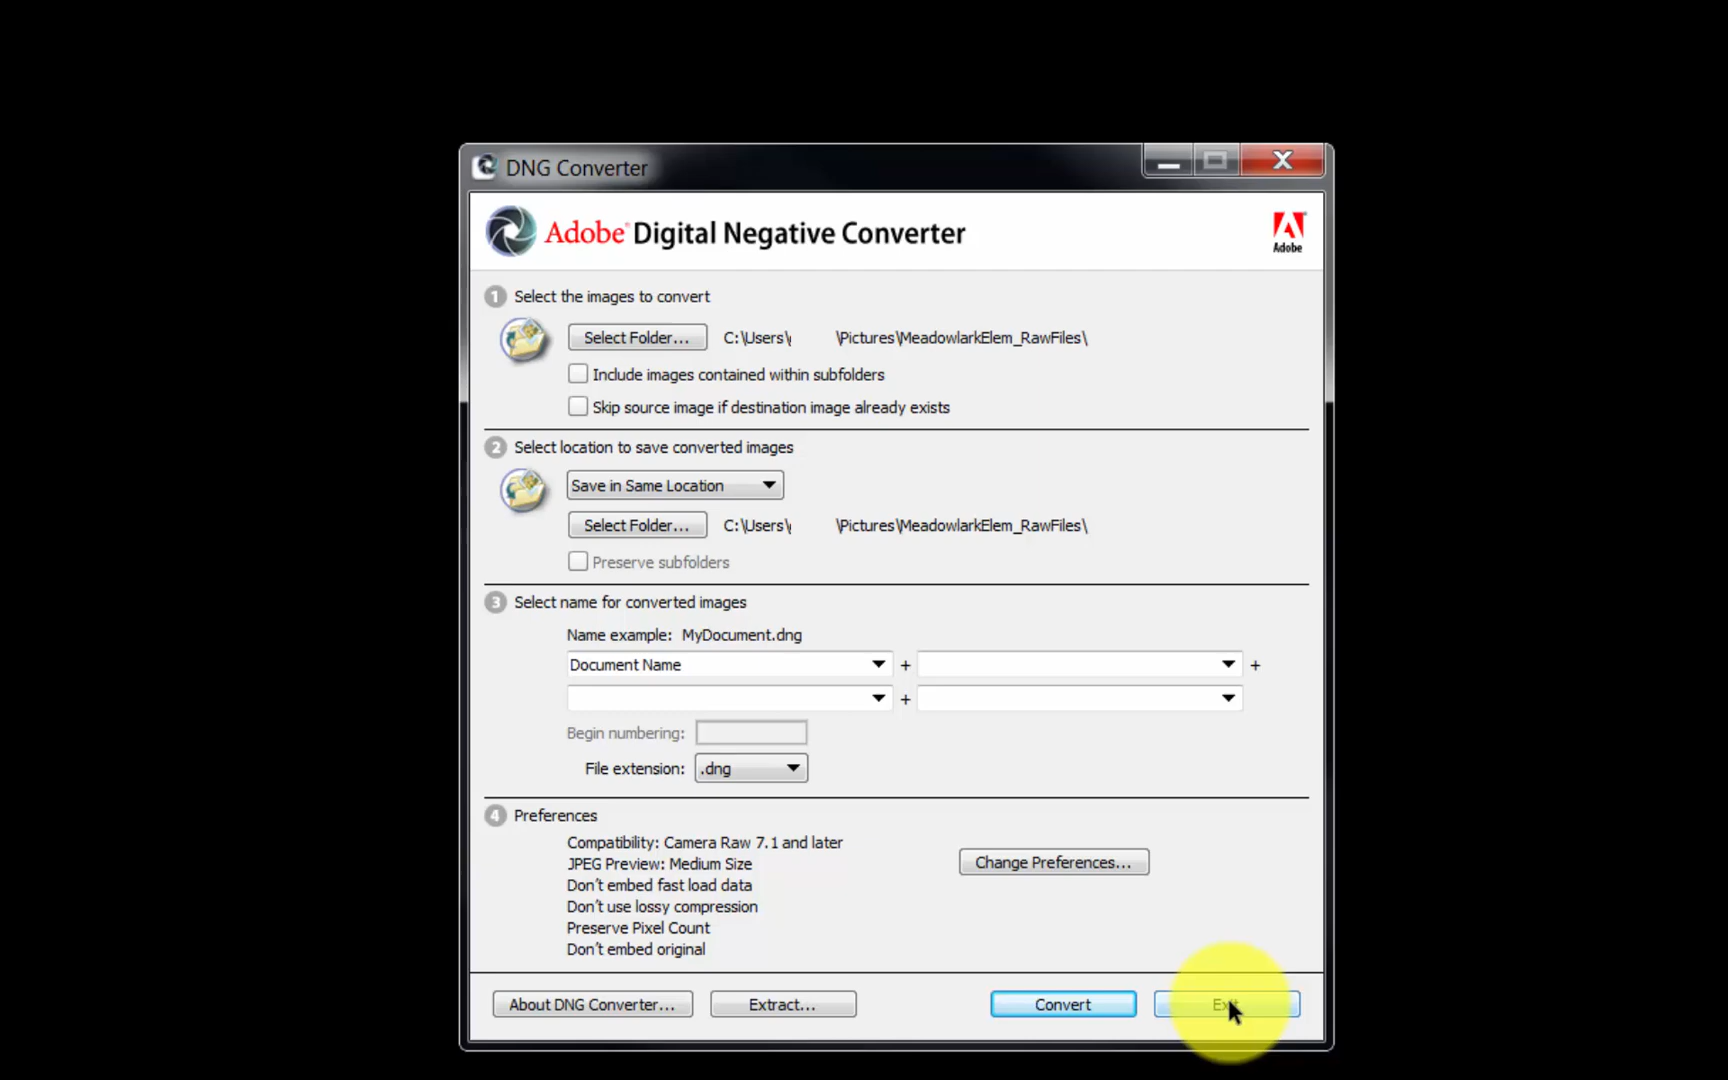 DNG Converter
Adobe® Digital Negative Converter
Adobe
1 Select the images to convert
Select Folder... C:\Users\ \Pictures\MeadowlarkElem_RawFiles\
Include images contained within subfolders
Skip source image if destination image already exists
2 Select location to save converted images
Save in Same Location
Select Folder... C:\Users\ \Pictures\MeadowlarkElem_RawFiles\
Preserve subfolders
3 Select name for converted images
Name example: MyDocument.dng
Document Name + +
+
Begin numbering:
File extension: .dng
4 Preferences
Compatibility: Camera Raw 7.1 and later
JPEG Preview: Medium Size
Change Preferences...
Don't embed fast load data
Don't use lossy compression
Preserve Pixel Count
Don't embed original
About DNG Converter... Extract... Convert Exit